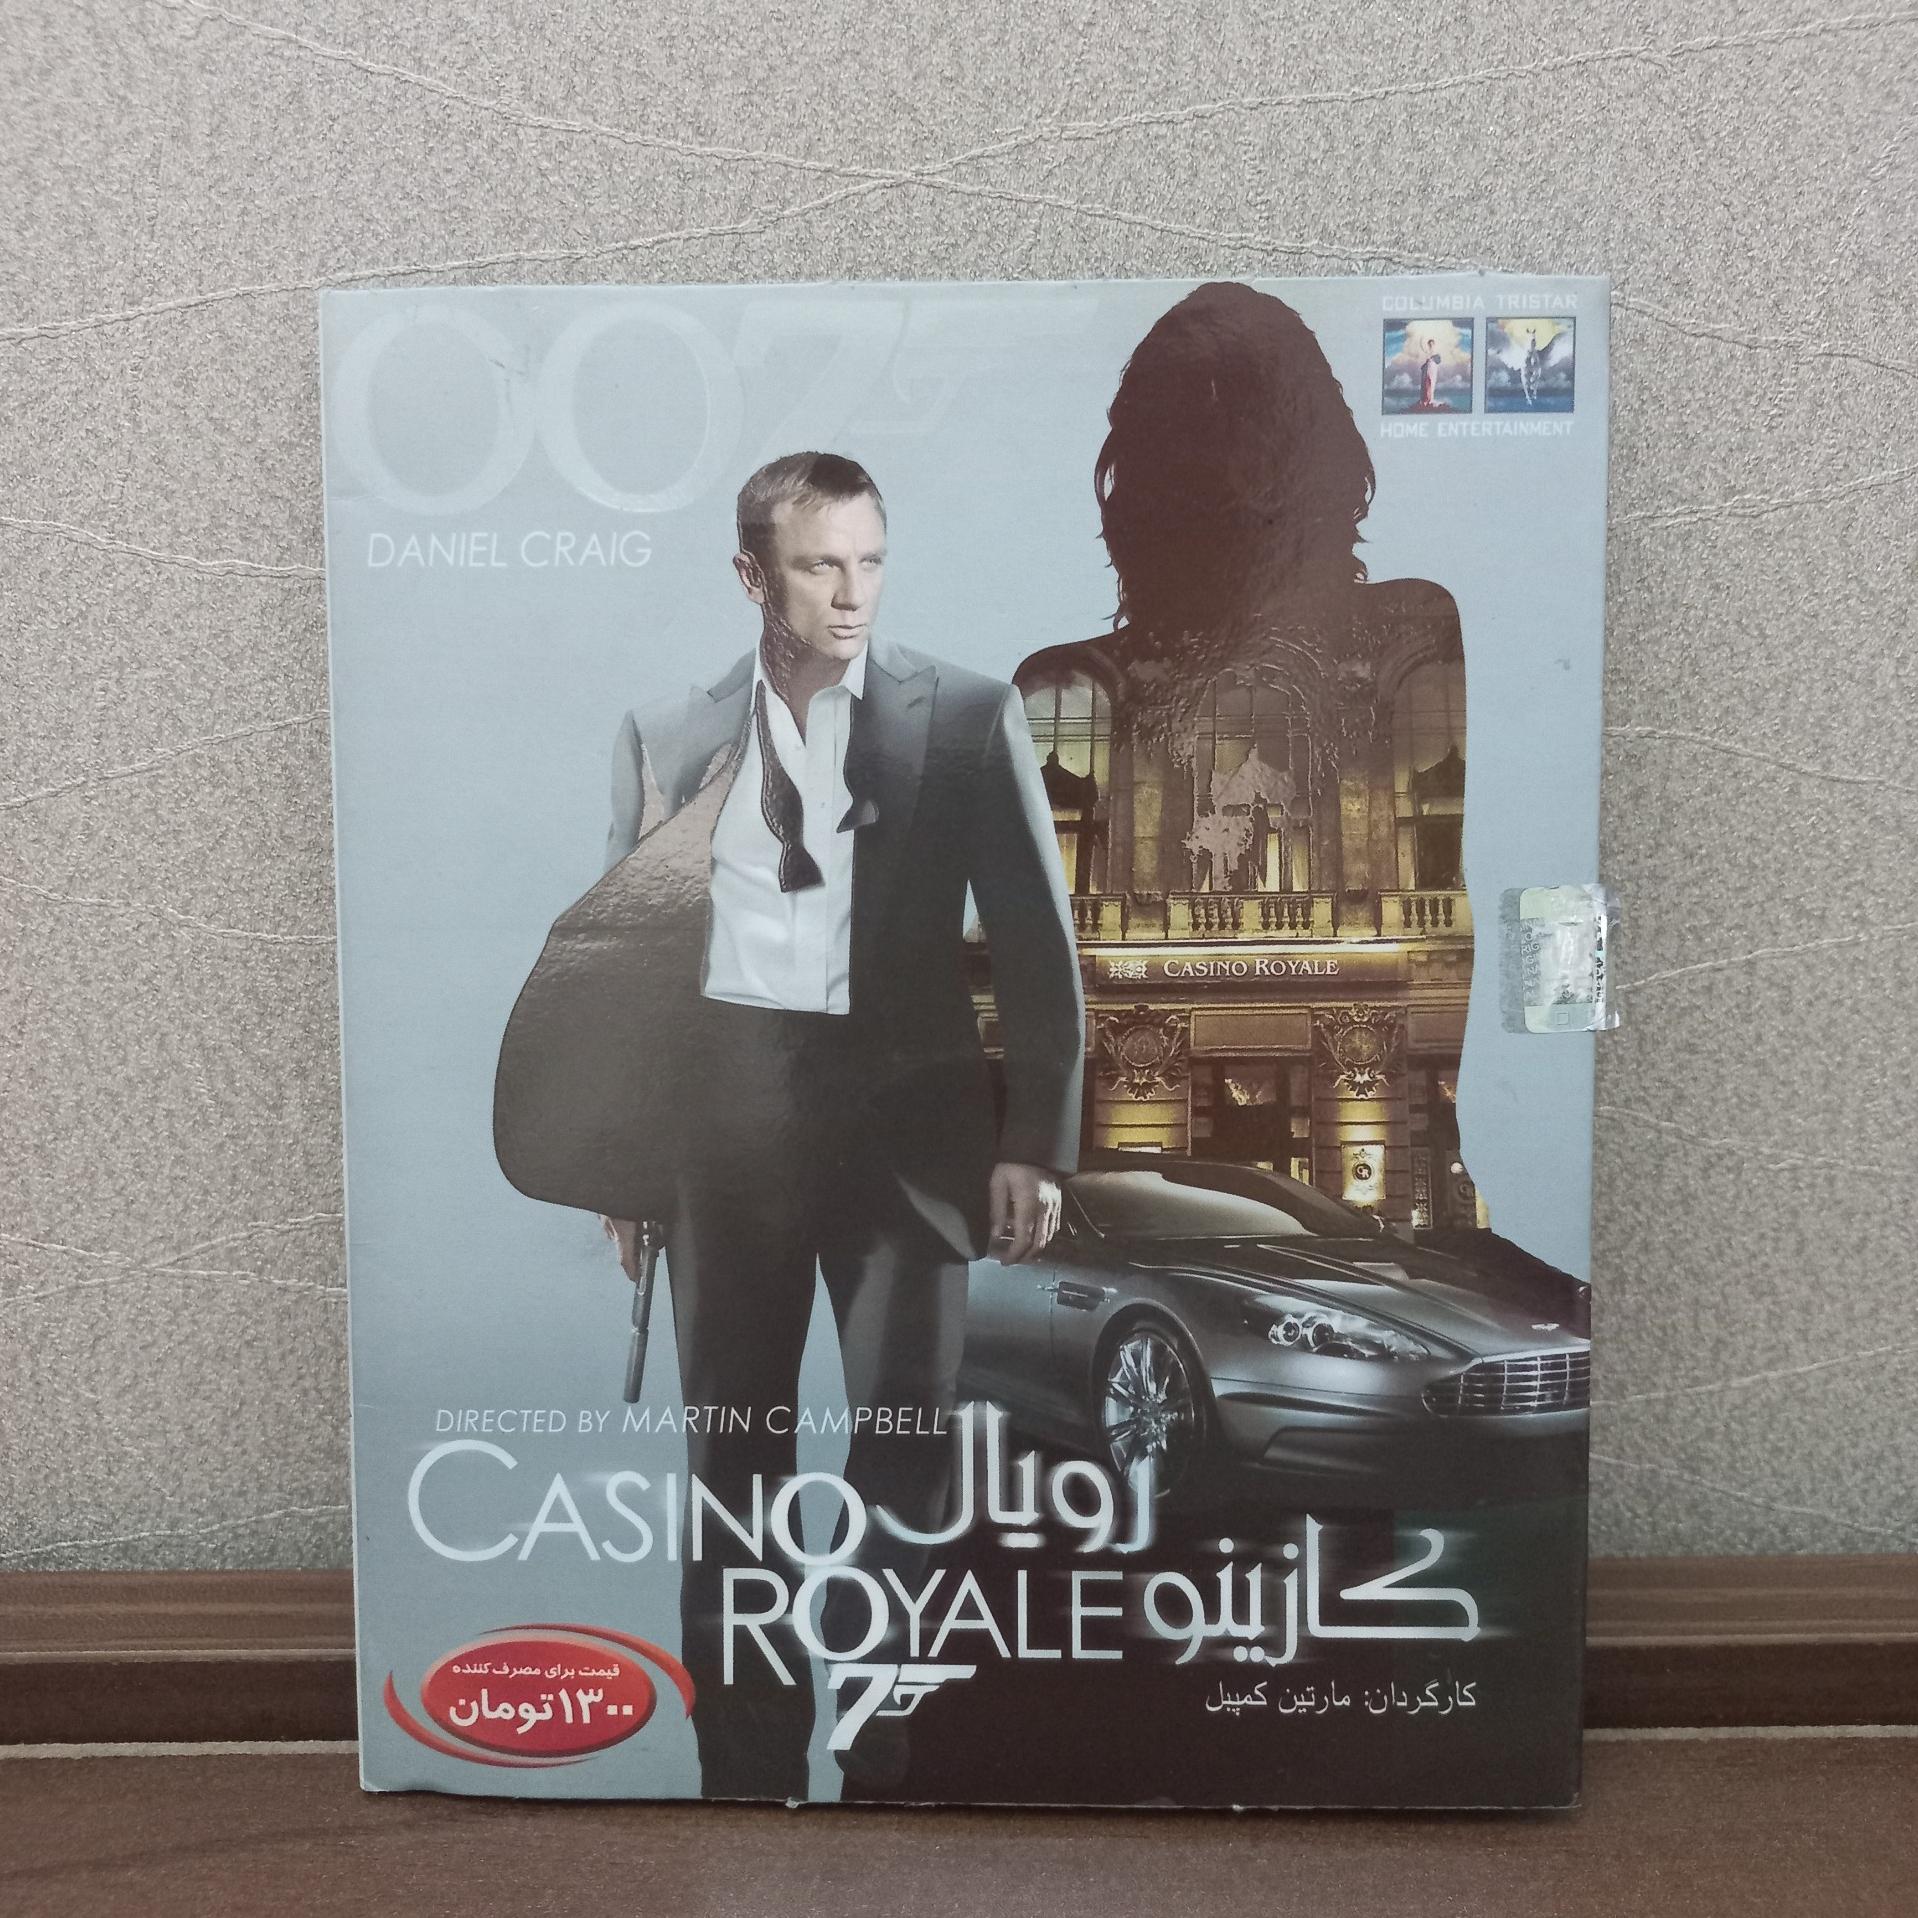 007
COLUMBIA TRISTAR
HOME ENTERTAINMENT
DANIEL CRAIG
CASINO ROYALE
DIRECTED BY MARTIN CAMPBELL
CASINO
ROYALE
007
کازینو
رویال
کارگردان: مارتین کمپبل
قیمت برای مصرف کننده
۱۳۰۰ تومان